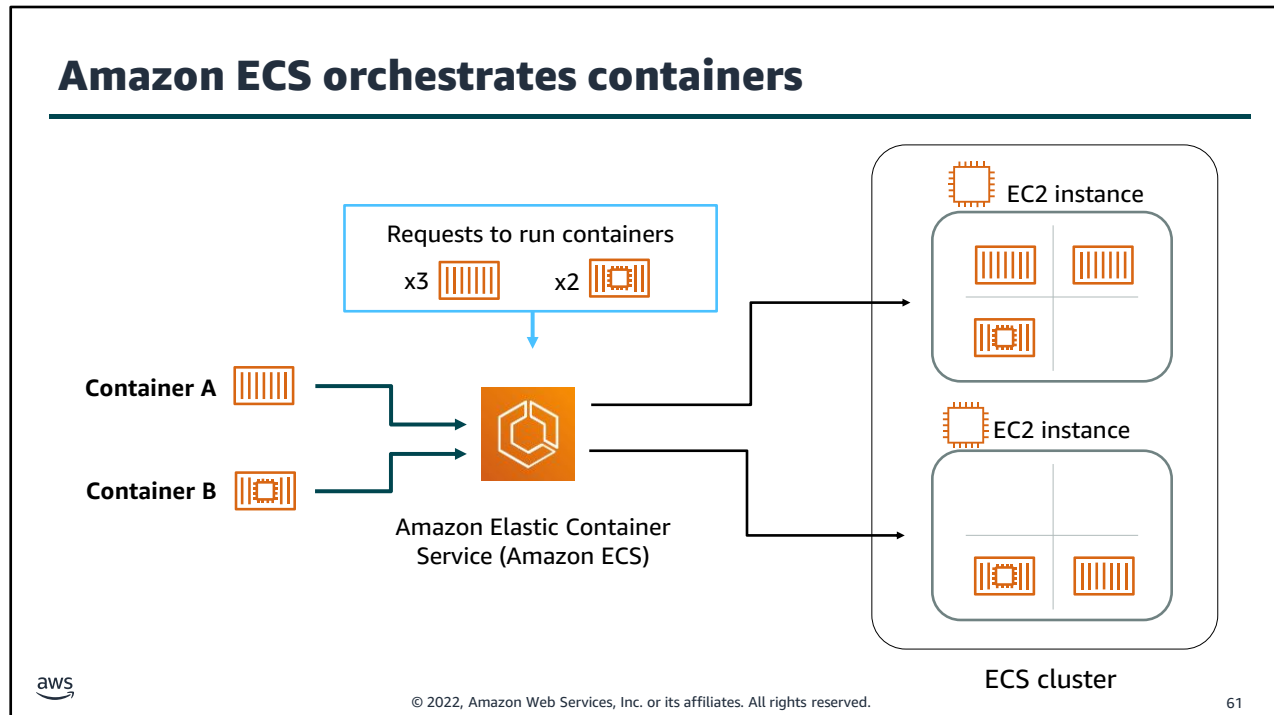 Amazon ECS orchestrates containers
EC2 instance
Requests to run containers
x3
x2
Container A
EC2 instance
Container B
Amazon Elastic Container
Service (Amazon ECS)
ECS cluster
aws
© 2022, Amazon Web Services, Inc. or its affiliates. All rights reserved.
61